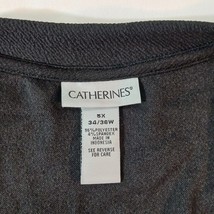 CATHERINES®
5X
34/36W
96%POLYESTER
4%SPANDEX
MADE IN
INDONESIA
SEE REVERSE
FOR CARE